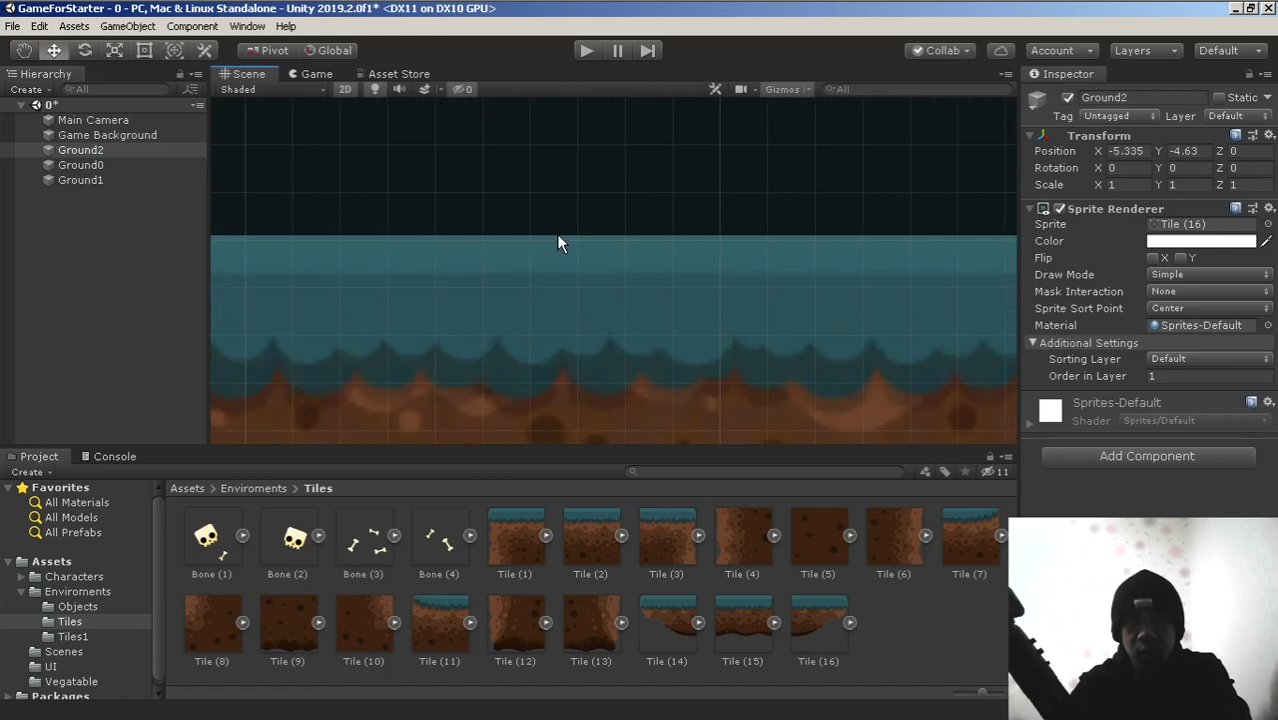 GameForStarter - 0 - PC, Mac & Linux Standalone - Unity 2019.2.0f1* <DX11 on DX10 GPU>
File Edit Assets GameObject Component Window Help
Pivot Global Collab Account Layers Default
Hierarchy Scene Game Asset Store Inspector
Create All Shaded 2D 0 Gizmos All
0*
Main Camera
Game Background
Ground2
Ground0
Ground1
Ground2 Static
Tag Untagged Layer Default
Transform
Position X -5.335 Y -4.63 Z 0
Rotation X 0 Y 0 Z 0
Scale X 1 Y 1 Z 1
Sprite Renderer
Sprite Tile (16)
Color
Flip X Y
Draw Mode Simple
Mask Interaction None
Sprite Sort Point Center
Material Sprites-Default
Additional Settings
Sorting Layer Default
Order in Layer 1
Sprites-Default
Shader Sprites/Default
Add Component
Project Console
Create 11
Favorites
All Materials
All Models
All Prefabs
Assets
Characters
Enviroments
Objects
Tiles
Tiles1
Scenes
UI
Vegatable
Packages
Assets > Enviroments > Tiles
Bone (1) Bone (2) Bone (3) Bone (4) Tile (1) Tile (2) Tile (3) Tile (4) Tile (5) Tile (6) Tile (7)
Tile (8) Tile (9) Tile (10) Tile (11) Tile (12) Tile (13) Tile (14) Tile (15) Tile (16)